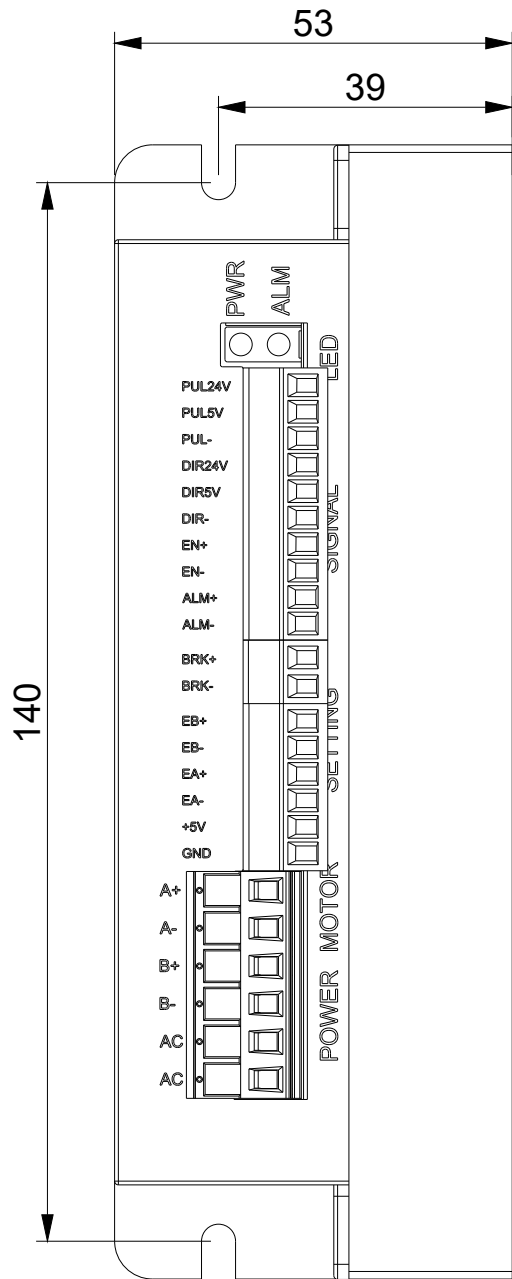 53
39
140
PWR
ALM
LED
PUL24V
PUL5V
PUL-
DIR24V
DIR5V
DIR-
EN+
EN-
ALM+
ALM-
SIGNAL
BRK+
BRK-
EB+
EB-
EA+
EA-
+5V
GND
SETTING
A+
A-
B+
B-
AC
AC
MOTOR
POWER